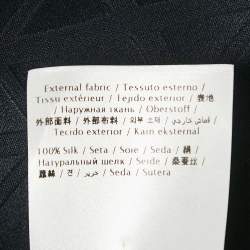 External fabric / Tessuto esterno /
Tissu extérieur / Tejido exterior / 表地
/ Наружная ткань / Oberstoff /
外部面料 / 外部布料 / 외부 소재 / قماش خارجي /
Tecido exterior / Kain eksternal
100% Silk / Seta / Soie / Seda / 絹 /
Натуральный шелк / Seide / 桑蚕丝 /
蠶絲 / 견 / حرير / Seda / Sutera